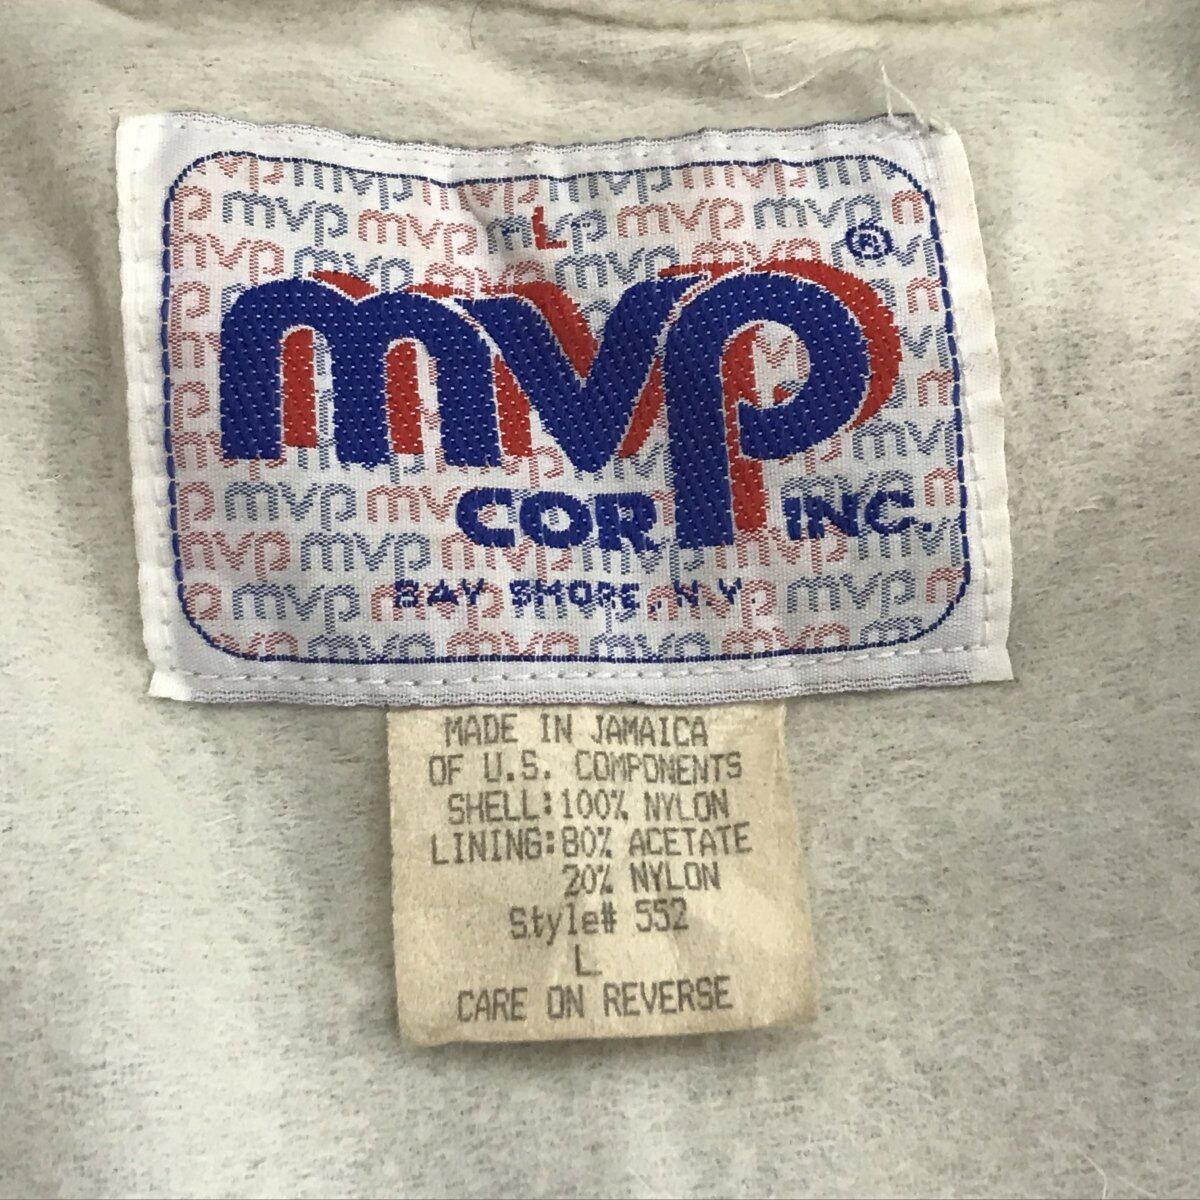 L
mvp®
CORP INC.
BAY SHORE, N.Y.
MADE IN JAMAICA
OF U.S. COMPONENTS
SHELL: 100% NYLON
LINING: 80% ACETATE
20% NYLON
Style# 552
L
CARE ON REVERSE